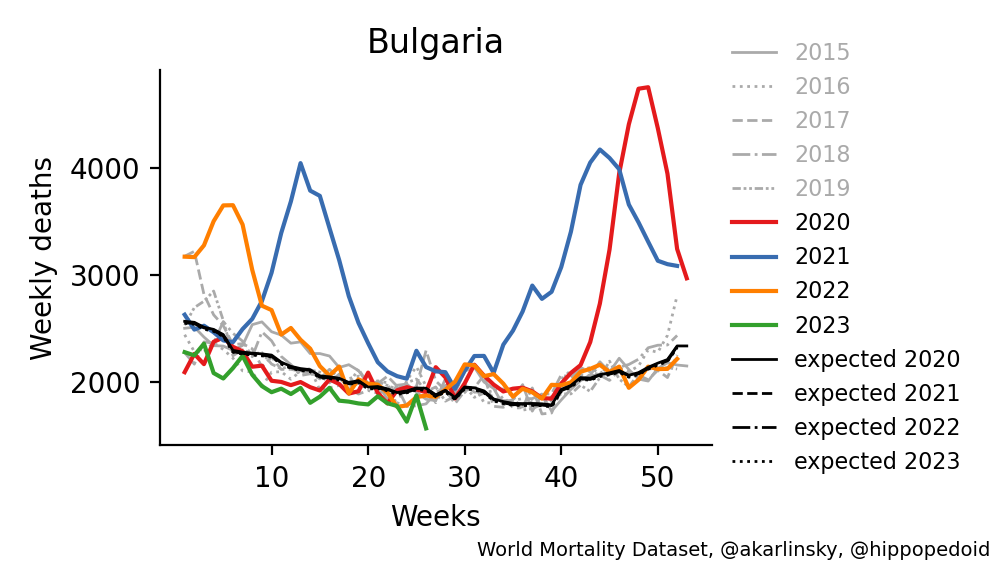 Bulgaria
Weekly deaths
4000
3000
2000
10 20 30 40 50
Weeks
2015
2016
2017
2018
2019
2020
2021
2022
2023
expected 2020
expected 2021
expected 2022
expected 2023
World Mortality Dataset, @akarlinsky, @hippopedoid